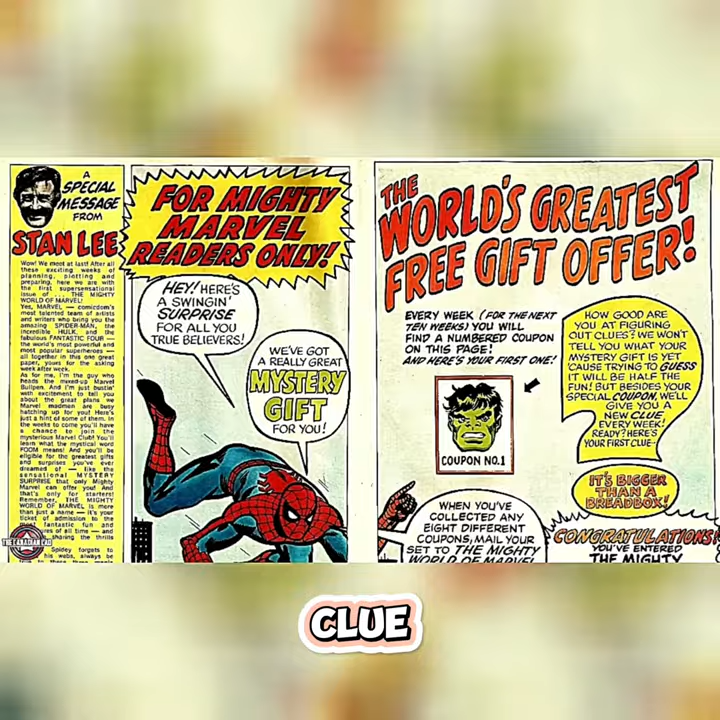 A
SPECIAL
MESSAGE
FROM
STAN LEE
Wow! We meet at last! After all
these exciting weeks of
planning, plotting and
preparing, here we are with
the first supersensational
issue of ... THE MIGHTY
WORLD OF MARVEL!
Yes, MARVEL — comicdom's
most talented team of artists
and writers who bring you the
amazing SPIDER-MAN, the
incredible HULK, and the
fabulous FANTASTIC FOUR —
the world's most powerful and
most popular superheroes —
all together in this one great
paper, yours for the asking
week after week.
As for me, I'm the guy who
heads the mixed-up Marvel
Bullpen. And I'm just bustin'
with excitement to tell you
about the great plans we
Marvel madmen are busy
hatching up for you! Here's
just a hint of some of them. In
the weeks to come you'll have
a chance to join the
mysterious Marvel Club! You'll
learn what the mystical word
FOOM means! And you'll be
eligible for the greatest gifts
and surprises you've ever
dreamed of — like the
sensational MYSTERY
SURPRISE that only Mighty
Marvel can offer you! And
that's only for starters!
Remember, THE MIGHTY
WORLD OF MARVEL is more
than just a name — it's your
ticket of admission to the
fantastic fun and
of all time — and
sharing the thrills
Spidey forgets to
his webs, always be
FOR MIGHTY
MARVEL
READERS ONLY!
HEY! HERE'S
A SWINGIN'
SURPRISE
FOR ALL YOU
TRUE BELIEVERS!
WE'VE GOT
A REALLY GREAT
MYSTERY
GIFT
FOR YOU!
THE
WORLD'S GREATEST
FREE GIFT OFFER!
EVERY WEEK (FOR THE NEXT
TEN WEEKS) YOU WILL
FIND A NUMBERED COUPON
ON THIS PAGE!
AND HERE'S YOUR FIRST ONE!
COUPON NO.1
HOW GOOD ARE
YOU AT FIGURING
OUT CLUES? WE WON'T
TELL YOU WHAT YOUR
MYSTERY GIFT IS YET
'CAUSE TRYING TO GUESS
IT WILL BE HALF THE
FUN! BUT BESIDES YOUR
SPECIAL COUPON, WE'LL
GIVE YOU A
NEW CLUE
EVERY WEEK!
READY? HERE'S
YOUR FIRST CLUE—
IT'S BIGGER
THAN A
BREADBOX!
WHEN YOU'VE
COLLECTED ANY
EIGHT DIFFERENT
COUPONS, MAIL YOUR
SET TO THE MIGHTY
WORLD OF MARVEL
CONGRATULATIONS!
YOU'VE ENTERED
THE MIGHTY
CLUE